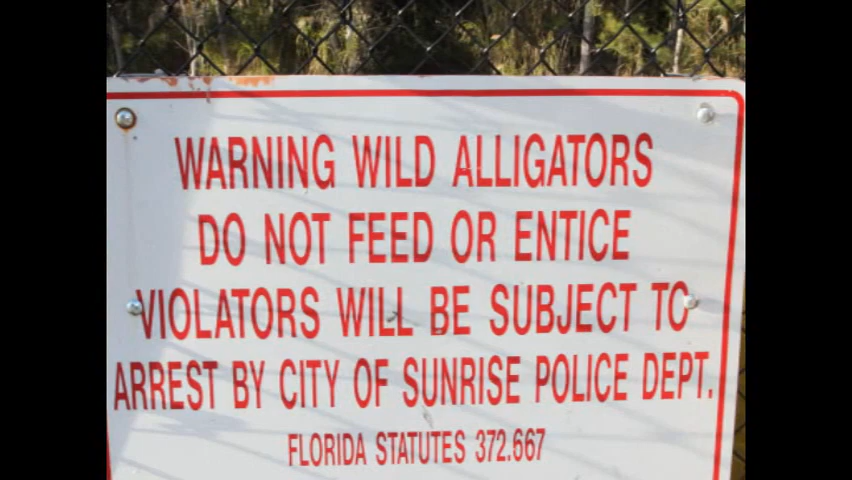 WARNING WILD ALLIGATORS
DO NOT FEED OR ENTICE
VIOLATORS WILL BE SUBJECT TO
ARREST BY CITY OF SUNRISE POLICE DEPT.
FLORIDA STATUTES 372.667